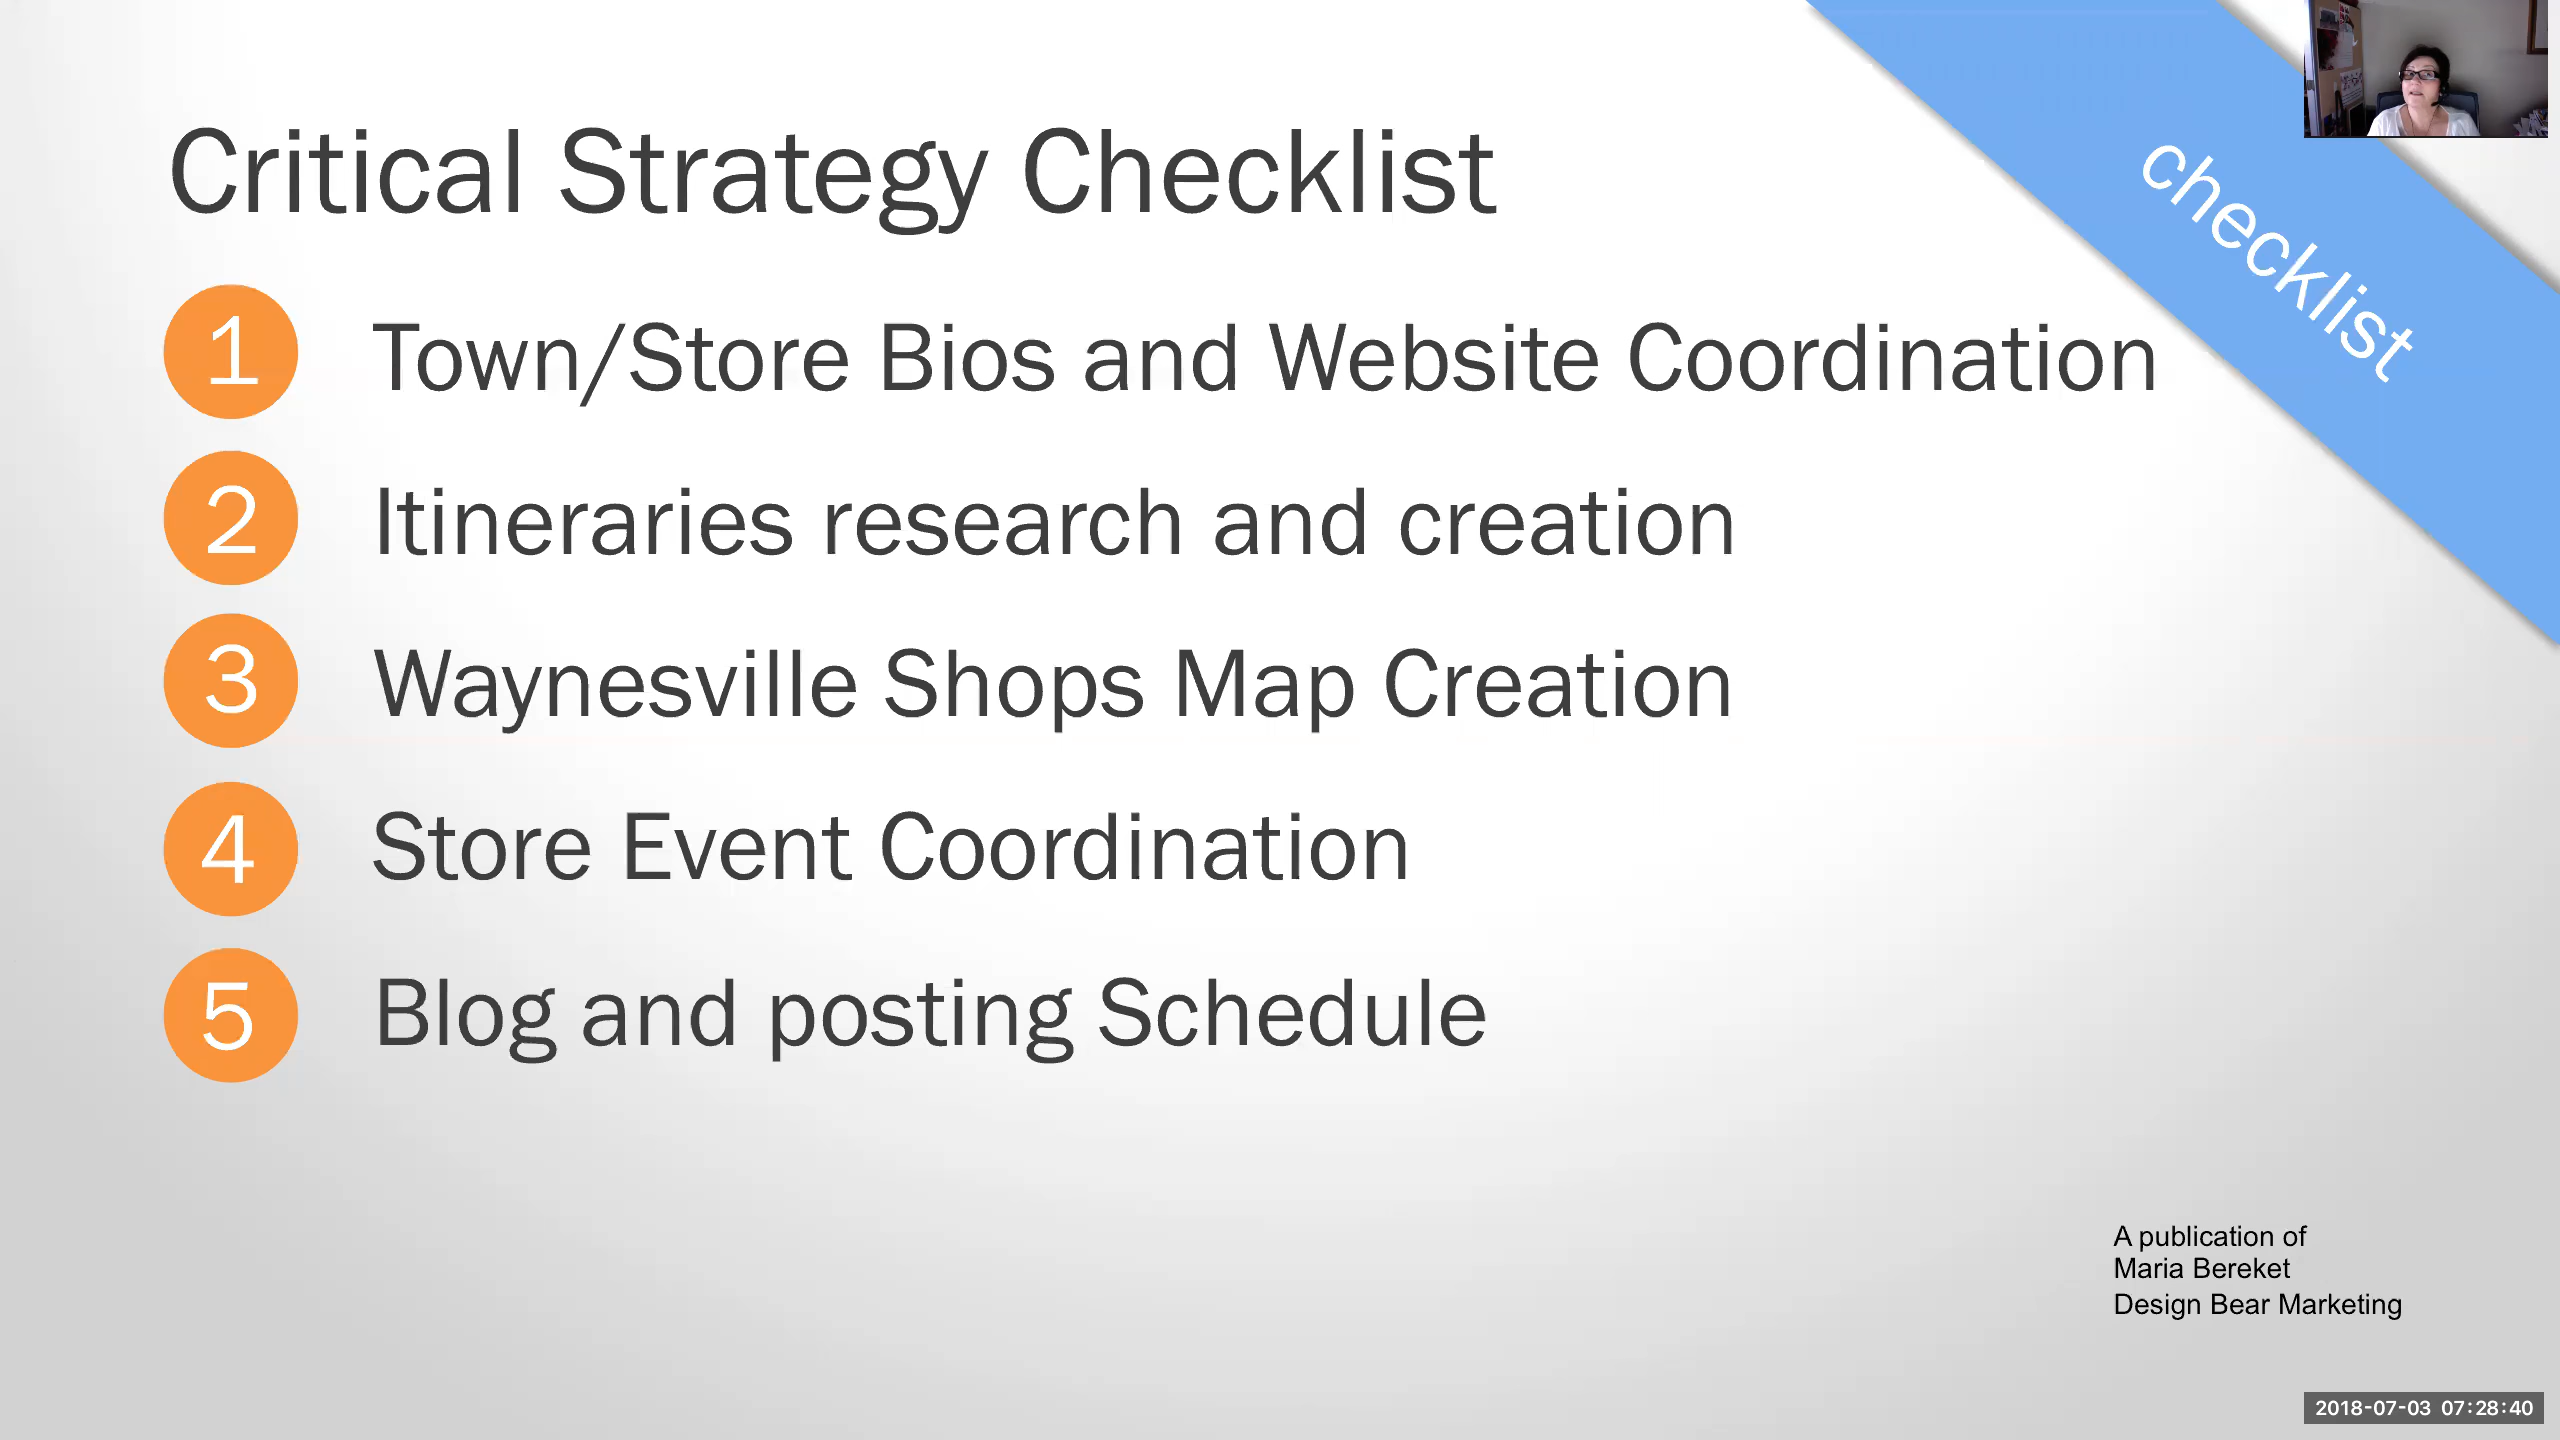 Critical Strategy Checklist
checklist
1 Town/Store Bios and Website Coordination
2 Itineraries research and creation
3 Waynesville Shops Map Creation
4 Store Event Coordination
5 Blog and posting Schedule
A publication of
Maria Bereket
Design Bear Marketing
2018-07-03 07:28:40